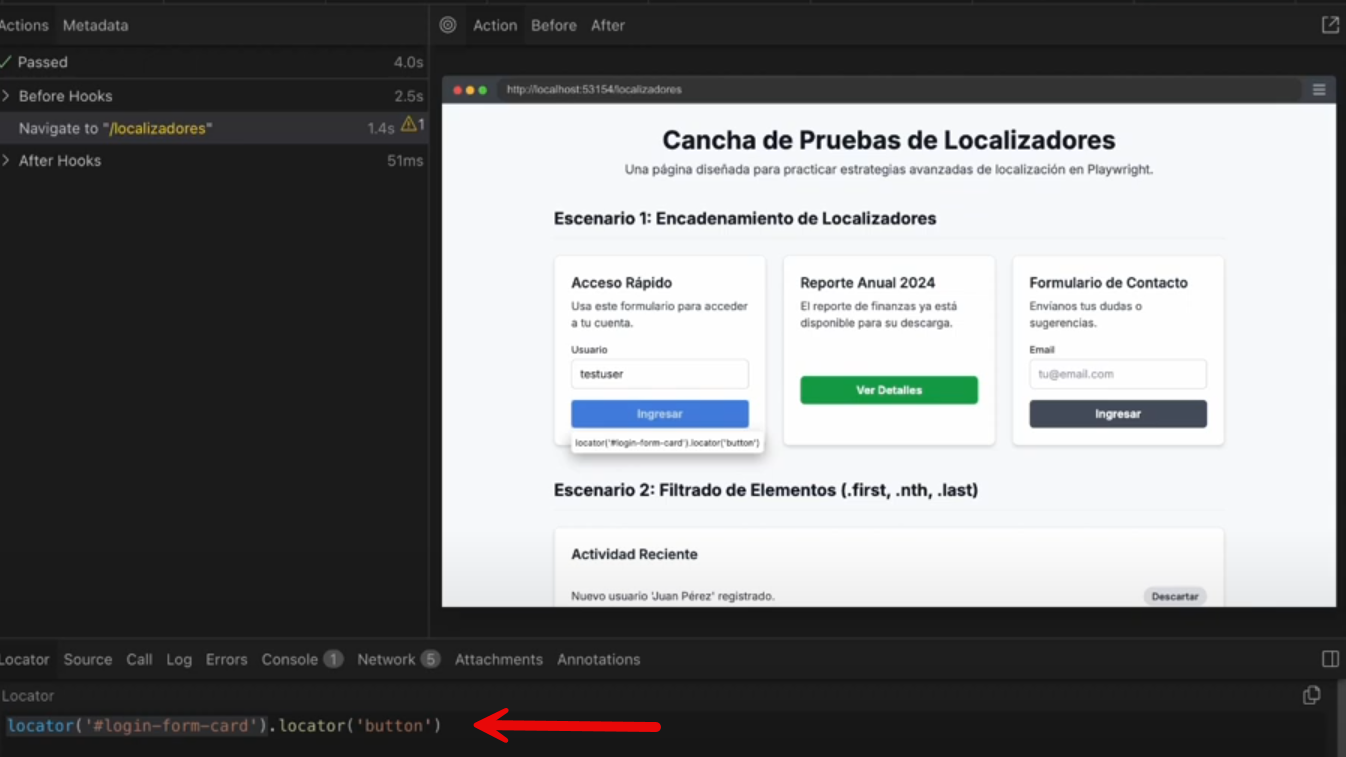 Actions Metadata
Passed 4.0s
Before Hooks 2.5s
Navigate to "/localizadores" 1.4s 1
After Hooks 51ms
Action Before After
http://localhost:53154/localizadores
Cancha de Pruebas de Localizadores
Una página diseñada para practicar estrategias avanzadas de localización en Playwright.
Escenario 1: Encadenamiento de Localizadores
Acceso Rápido
Usa este formulario para acceder
a tu cuenta.
Usuario
testuser
Ingresar
locator('#login-form-card').locator('button')
Reporte Anual 2024
El reporte de finanzas ya está
disponible para su descarga.
Ver Detalles
Formulario de Contacto
Envíanos tus dudas o
sugerencias.
Email
tu@email.com
Ingresar
Escenario 2: Filtrado de Elementos (.first, .nth, .last)
Actividad Reciente
Nuevo usuario 'Juan Pérez' registrado.
Descartar
Locator Source Call Log Errors Console 1 Network 5 Attachments Annotations
Locator
locator('#login-form-card').locator('button')